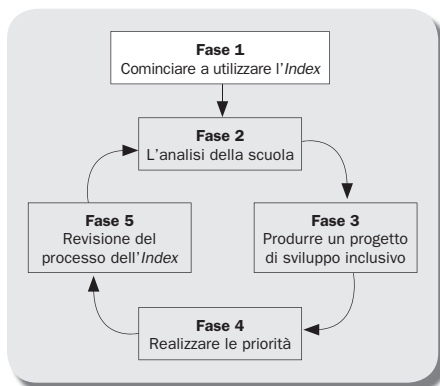 Fase 1
Cominciare a utilizzare l'Index
Fase 2
L'analisi della scuola
Fase 5
Revisione del
processo dell'Index
Fase 3
Produrre un progetto
di sviluppo inclusivo
Fase 4
Realizzare le priorità